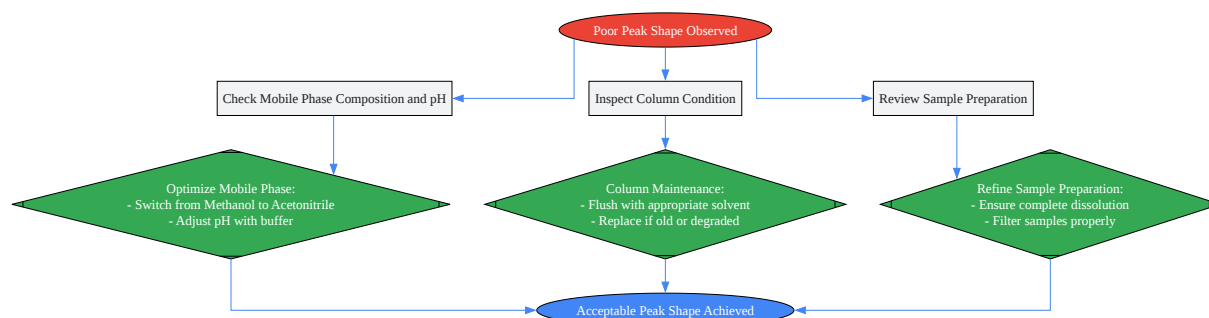 Poor Peak Shape Observed
Check Mobile Phase Composition and pH
Inspect Column Condition
Review Sample Preparation
Optimize Mobile Phase:
- Switch from Methanol to Acetonitrile
- Adjust pH with buffer
Column Maintenance:
- Flush with appropriate solvent
- Replace if old or degraded
Refine Sample Preparation:
- Ensure complete dissolution
- Filter samples properly
Acceptable Peak Shape Achieved